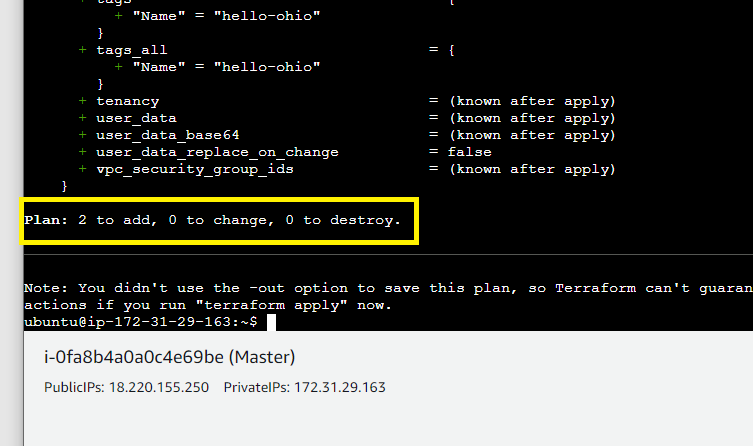 + tags = {
+ "Name" = "hello-ohio"
}
+ tags_all = {
+ "Name" = "hello-ohio"
}
+ tenancy = (known after apply)
+ user_data = (known after apply)
+ user_data_base64 = (known after apply)
+ user_data_replace_on_change = false
+ vpc_security_group_ids = (known after apply)
}
Plan: 2 to add, 0 to change, 0 to destroy.
Note: You didn't use the -out option to save this plan, so Terraform can't guaran
actions if you run "terraform apply" now.
ubuntu@ip-172-31-29-163:~$
i-0fa8b4a0a0c4e69be (Master)
PublicIPs: 18.220.155.250 PrivateIPs: 172.31.29.163